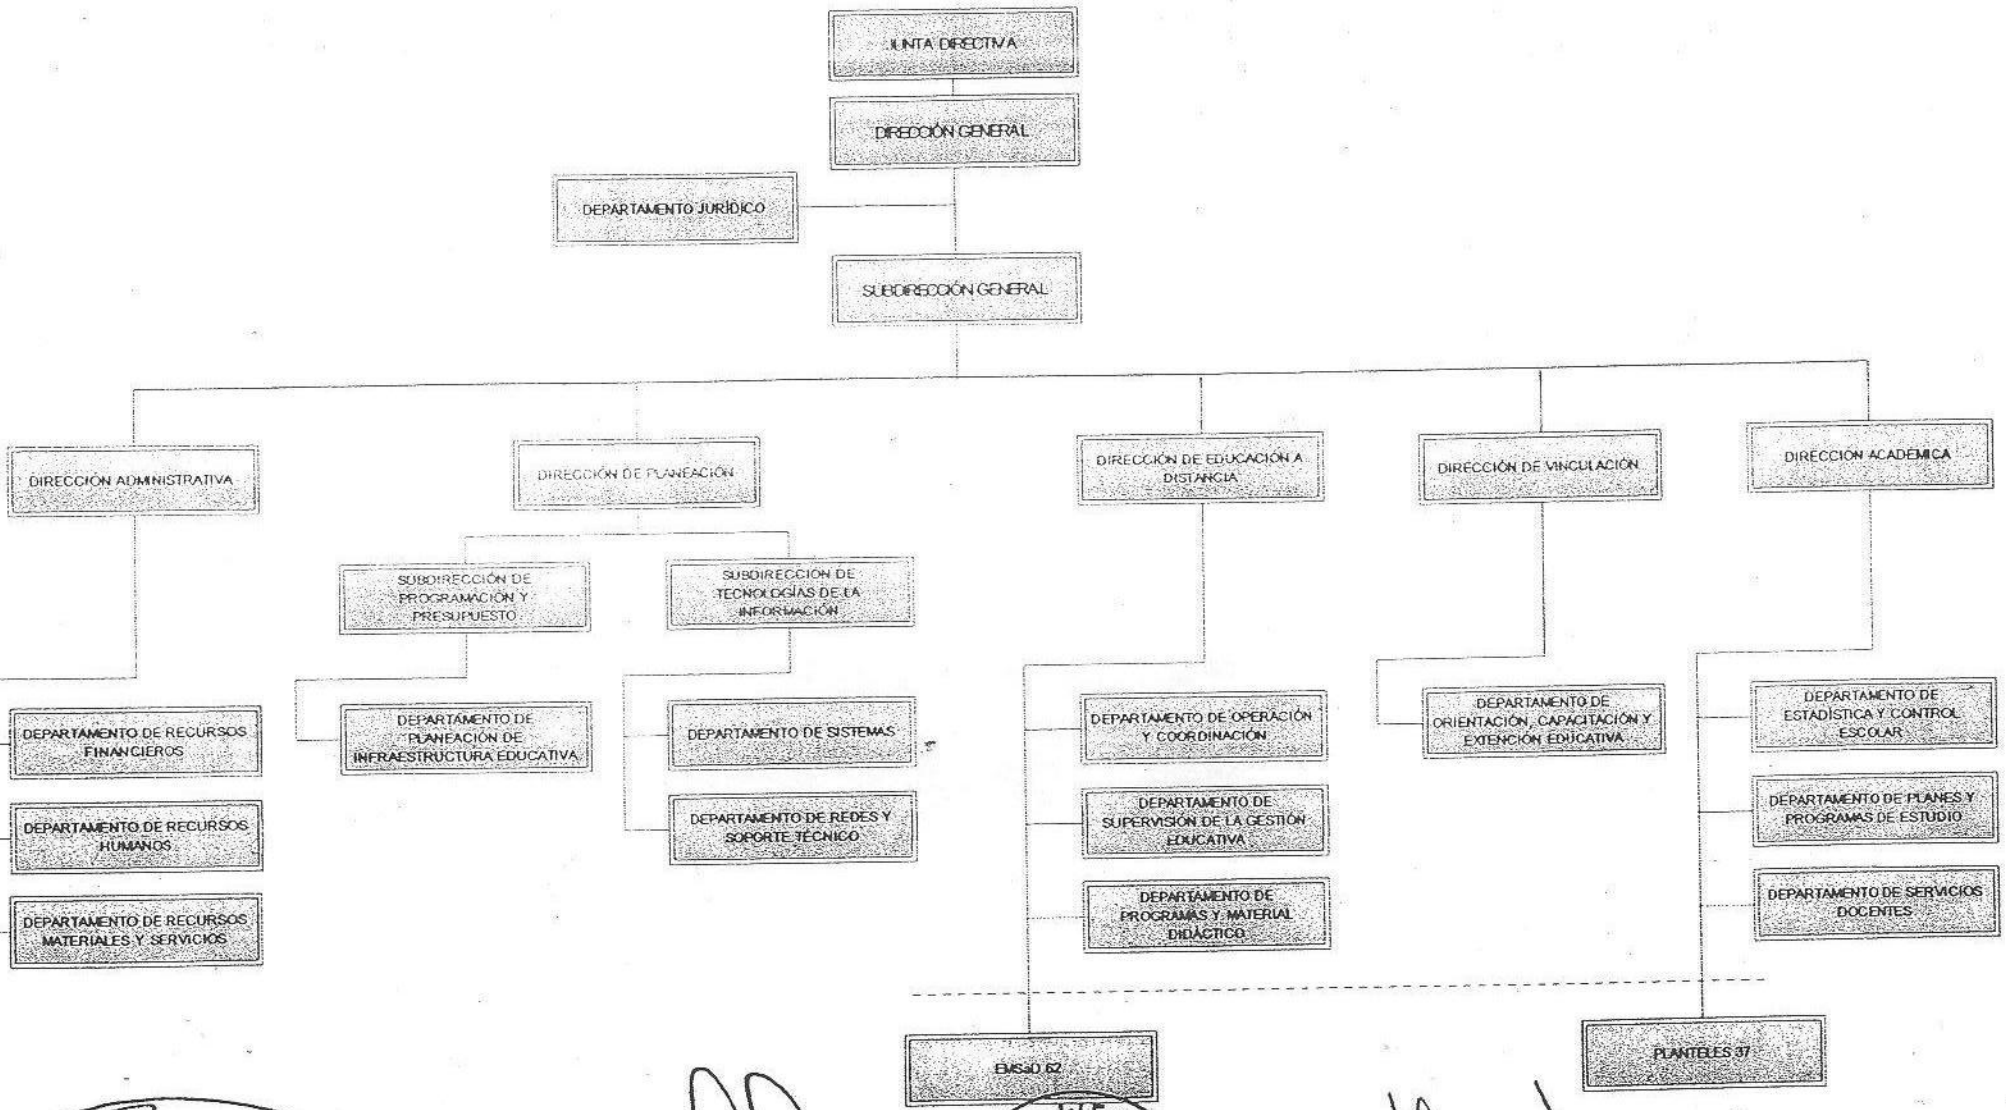 JUNTA DIRECTIVA
DIRECCIÓN GENERAL
DEPARTAMENTO JURÍDICO
SUBDIRECCIÓN GENERAL
DIRECCIÓN ADMINISTRATIVA
DIRECCIÓN DE PLANEACIÓN
DIRECCIÓN DE EDUCACIÓN A
DISTANCIA
DIRECCIÓN DE VINCULACIÓN
DIRECCIÓN ACADÉMICA
SUBDIRECCIÓN DE
PROGRAMACIÓN Y
PRESUPUESTO
SUBDIRECCIÓN DE
TECNOLOGÍAS DE LA
INFORMACIÓN
DEPARTAMENTO DE RECURSOS
FINANCIEROS
DEPARTAMENTO DE
PLANEACIÓN DE
INFRAESTRUCTURA EDUCATIVA
DEPARTAMENTO DE SISTEMAS
DEPARTAMENTO DE OPERACIÓN
Y COORDINACIÓN
DEPARTAMENTO DE
ORIENTACIÓN, CAPACITACIÓN Y
EXTENCIÓN EDUCATIVA
DEPARTAMENTO DE
ESTADÍSTICA Y CONTROL
ESCOLAR
DEPARTAMENTO DE RECURSOS
HUMANOS
DEPARTAMENTO DE REDES Y
SOPORTE TÉCNICO
DEPARTAMENTO DE
SUPERVISIÓN DE LA GESTIÓN
EDUCATIVA
DEPARTAMENTO DE PLANES Y
PROGRAMAS DE ESTUDIO
DEPARTAMENTO DE RECURSOS
MATERIALES Y SERVICIOS
DEPARTAMENTO DE
PROGRAMAS Y MATERIAL
DIDÁCTICO
DEPARTAMENTO DE SERVICIOS
DOCENTES
EMSaD 62
PLANTELES 37